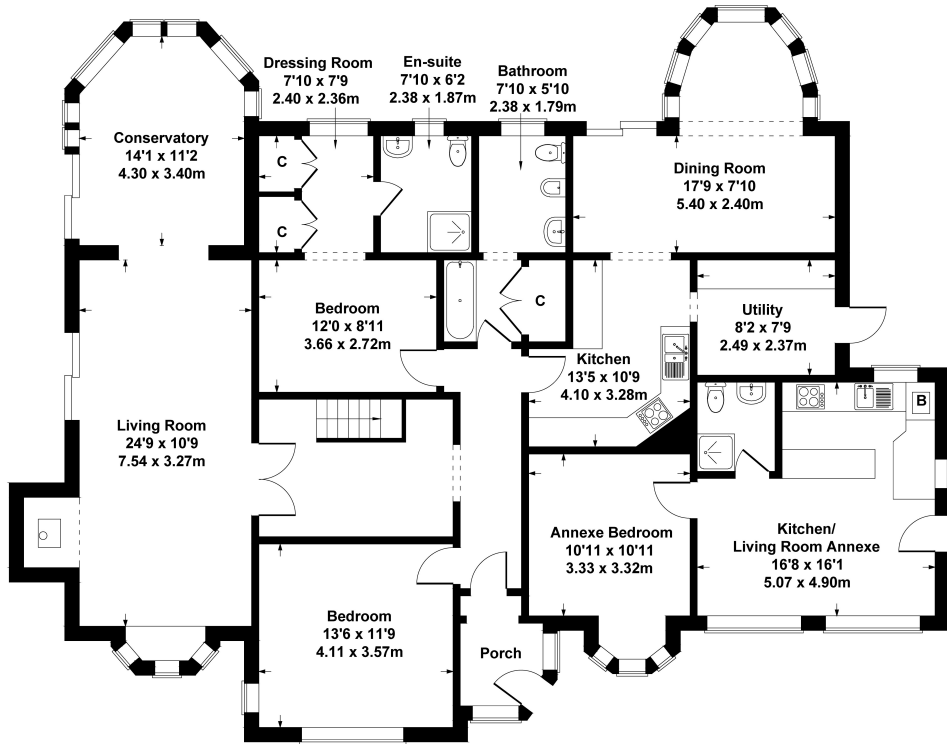 Dressing Room
7'10 x 7'9
2.40 x 2.36m
En-suite
7'10 x 6'2
2.38 x 1.87m
Bathroom
7'10 x 5'10
2.38 x 1.79m
Conservatory
14'1 x 11'2
4.30 x 3.40m
C
C
Dining Room
17'9 x 7'10
5.40 x 2.40m
Bedroom
12'0 x 8'11
3.66 x 2.72m
C
Utility
8'2 x 7'9
2.49 x 2.37m
Kitchen
13'5 x 10'9
4.10 x 3.28m
B
Living Room
24'9 x 10'9
7.54 x 3.27m
Annexe Bedroom
10'11 x 10'11
3.33 x 3.32m
Kitchen/
Living Room Annexe
16'8 x 16'1
5.07 x 4.90m
Bedroom
13'6 x 11'9
4.11 x 3.57m
Porch